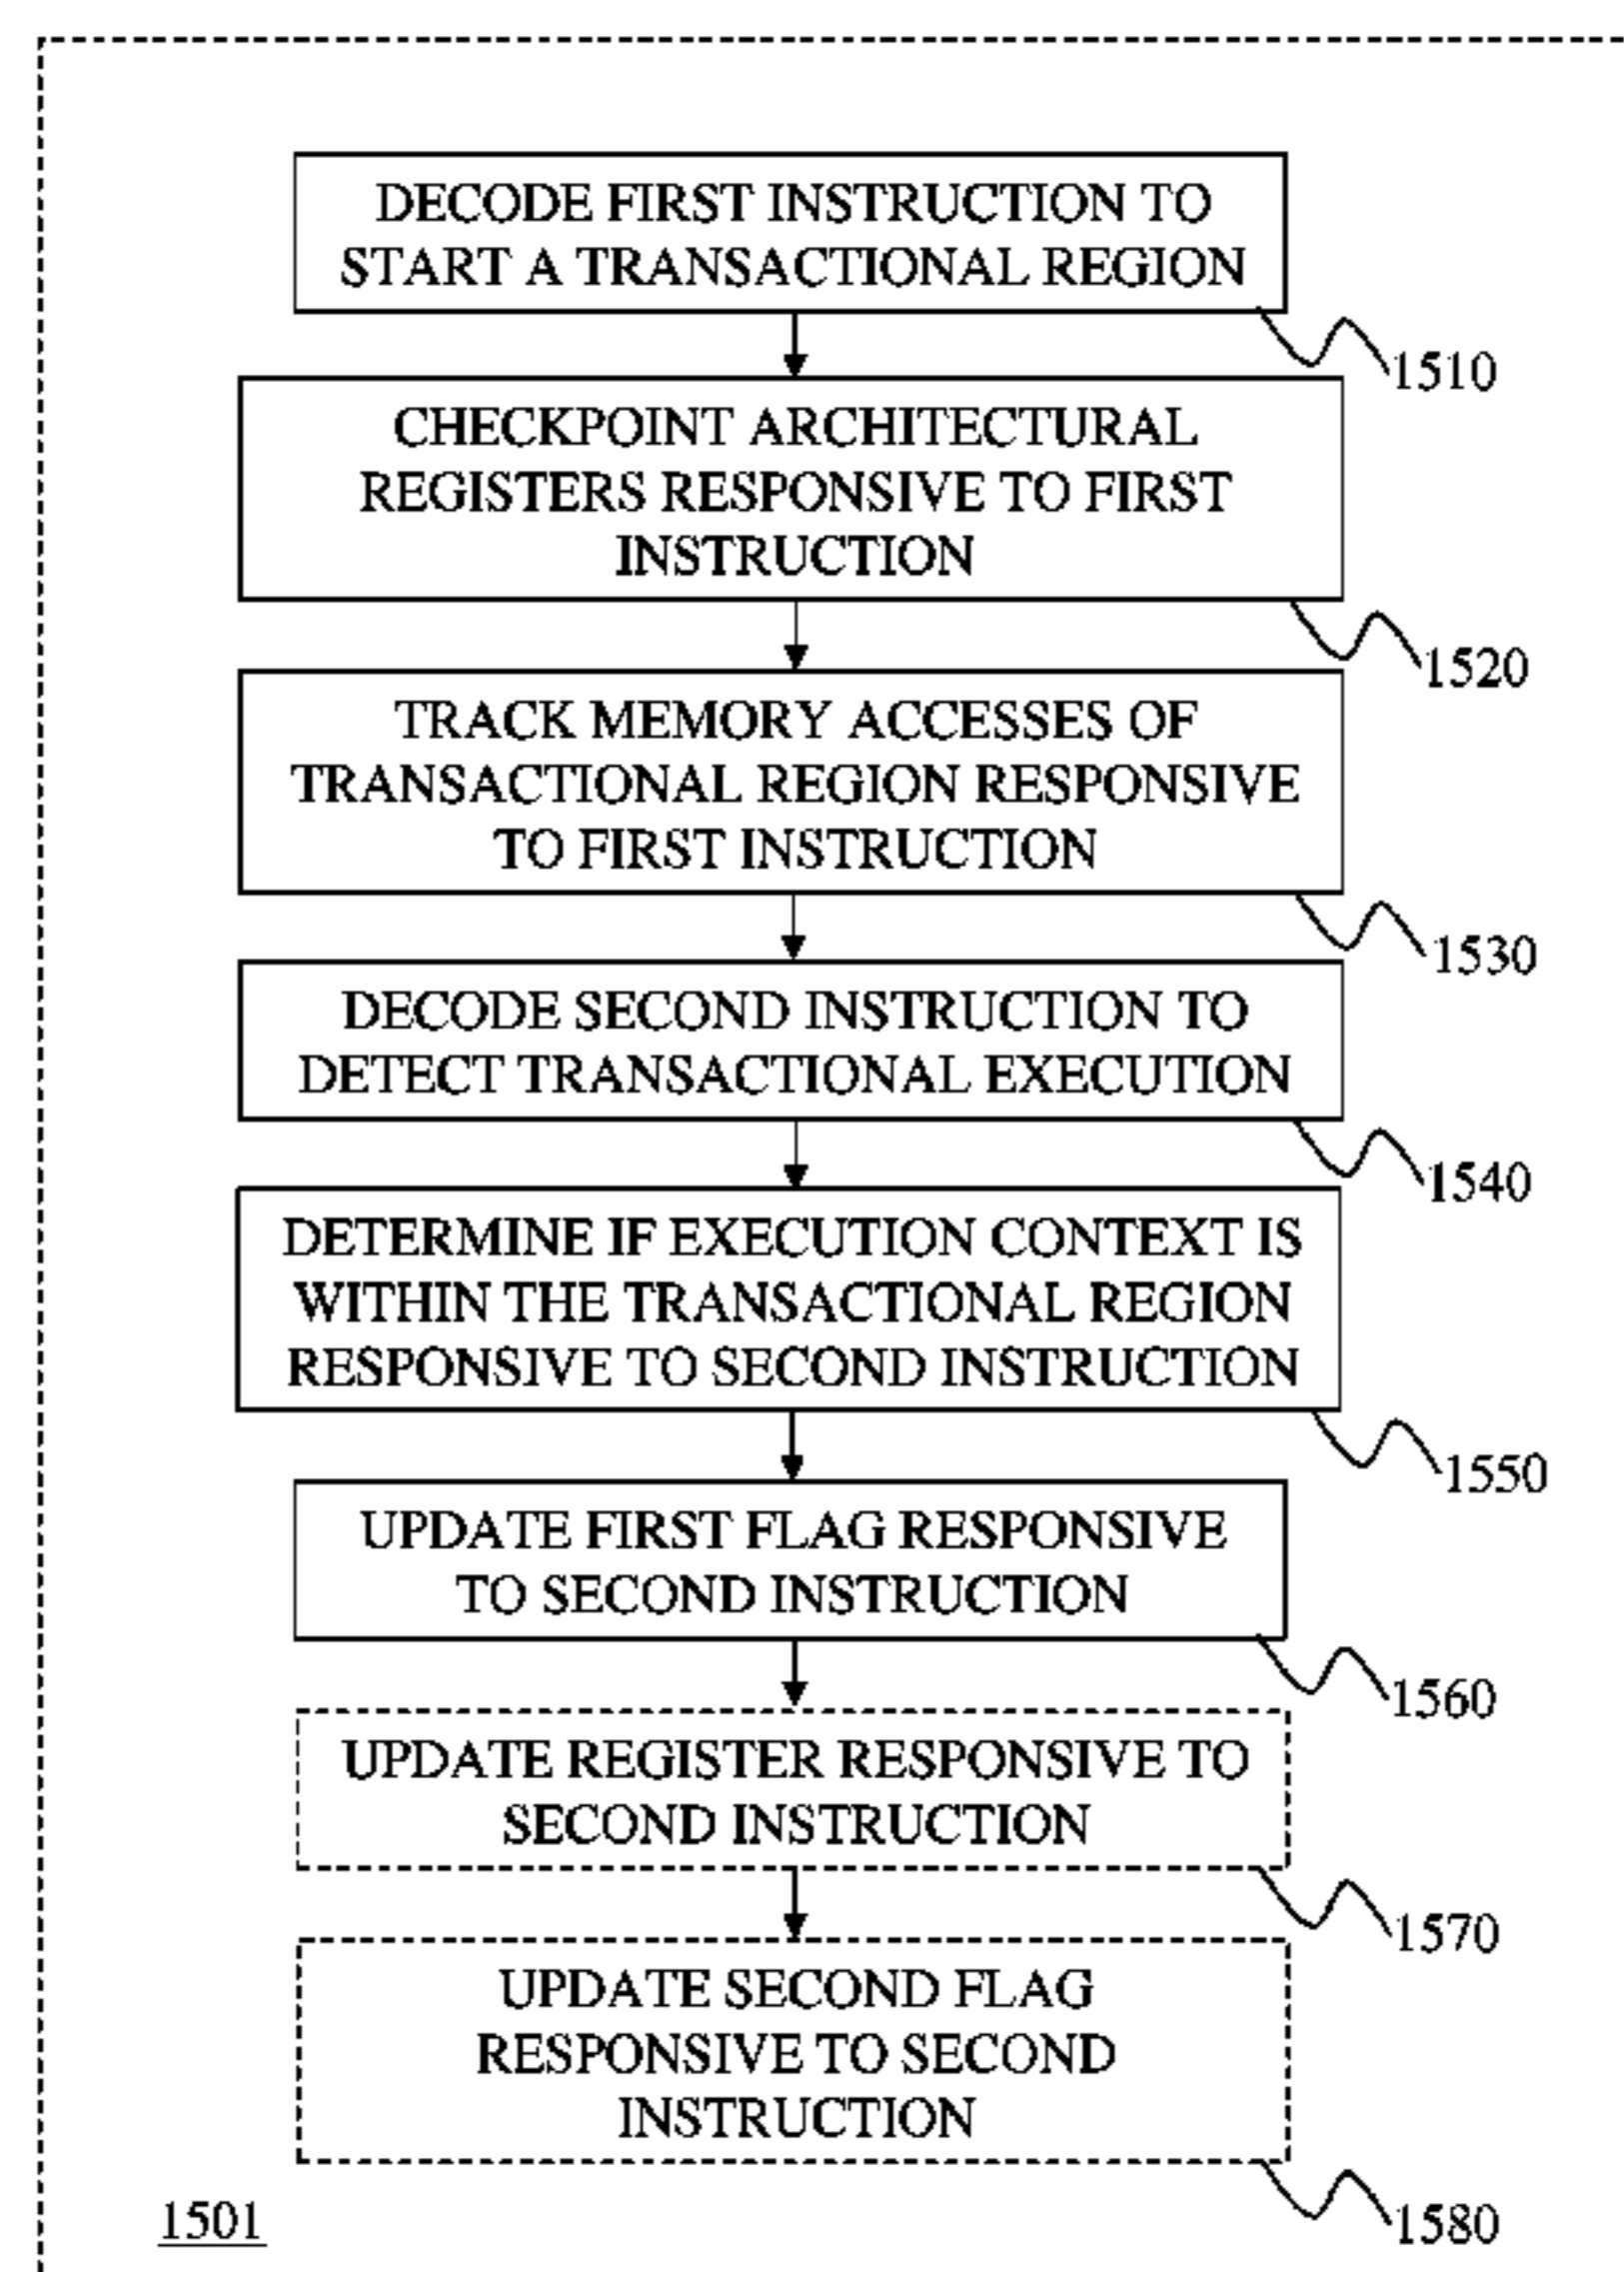 DECODE FIRST INSTRUCTION TO
START A TRANSACTIONAL REGION
1510
CHECKPOINT ARCHITECTURAL
REGISTERS RESPONSIVE TO FIRST
INSTRUCTION
1520
TRACK MEMORY ACCESSES OF
TRANSACTIONAL REGION RESPONSIVE
TO FIRST INSTRUCTION
1530
DECODE SECOND INSTRUCTION TO
DETECT TRANSACTIONAL EXECUTION
1540
DETERMINE IF EXECUTION CONTEXT IS
WITHIN THE TRANSACTIONAL REGION
RESPONSIVE TO SECOND INSTRUCTION
1550
UPDATE FIRST FLAG RESPONSIVE
TO SECOND INSTRUCTION
1560
UPDATE REGISTER RESPONSIVE TO
SECOND INSTRUCTION
1570
UPDATE SECOND FLAG
RESPONSIVE TO SECOND
INSTRUCTION
1580
1501